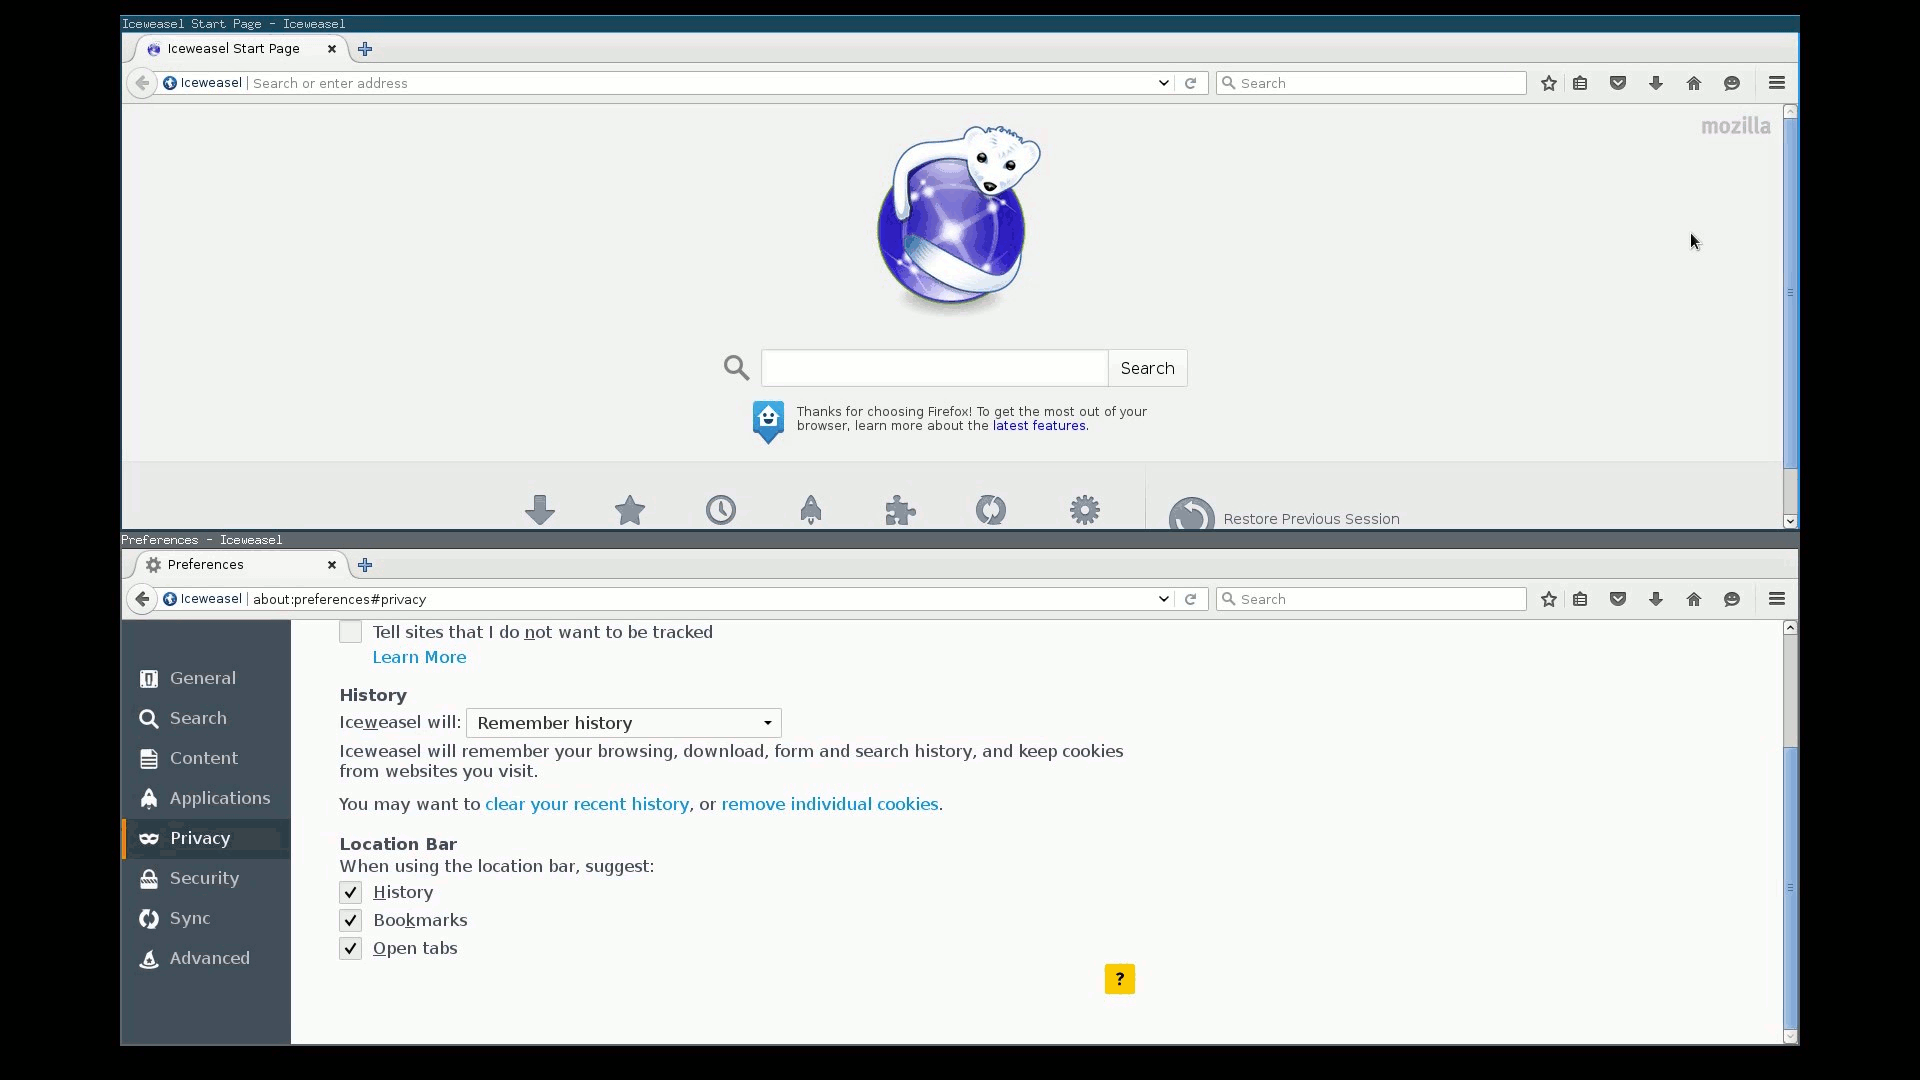 Iceweasel Start Page - Iceweasel
Iceweasel Start Page
Iceweasel Search or enter address Search
mozilla
Search
Thanks for choosing Firefox! To get the most out of your
browser, learn more about the latest features.
Restore Previous Session
Preferences - Iceweasel
Preferences
Iceweasel about:preferences#privacy Search
Tell sites that I do not want to be tracked
Learn More
General
History
Search
Iceweasel will: Remember history
Iceweasel will remember your browsing, download, form and search history, and keep cookies
Content
from websites you visit.
Applications
You may want to clear your recent history, or remove individual cookies.
Privacy
Location Bar
When using the location bar, suggest:
Security
History
Sync
Bookmarks
Open tabs
Advanced
?